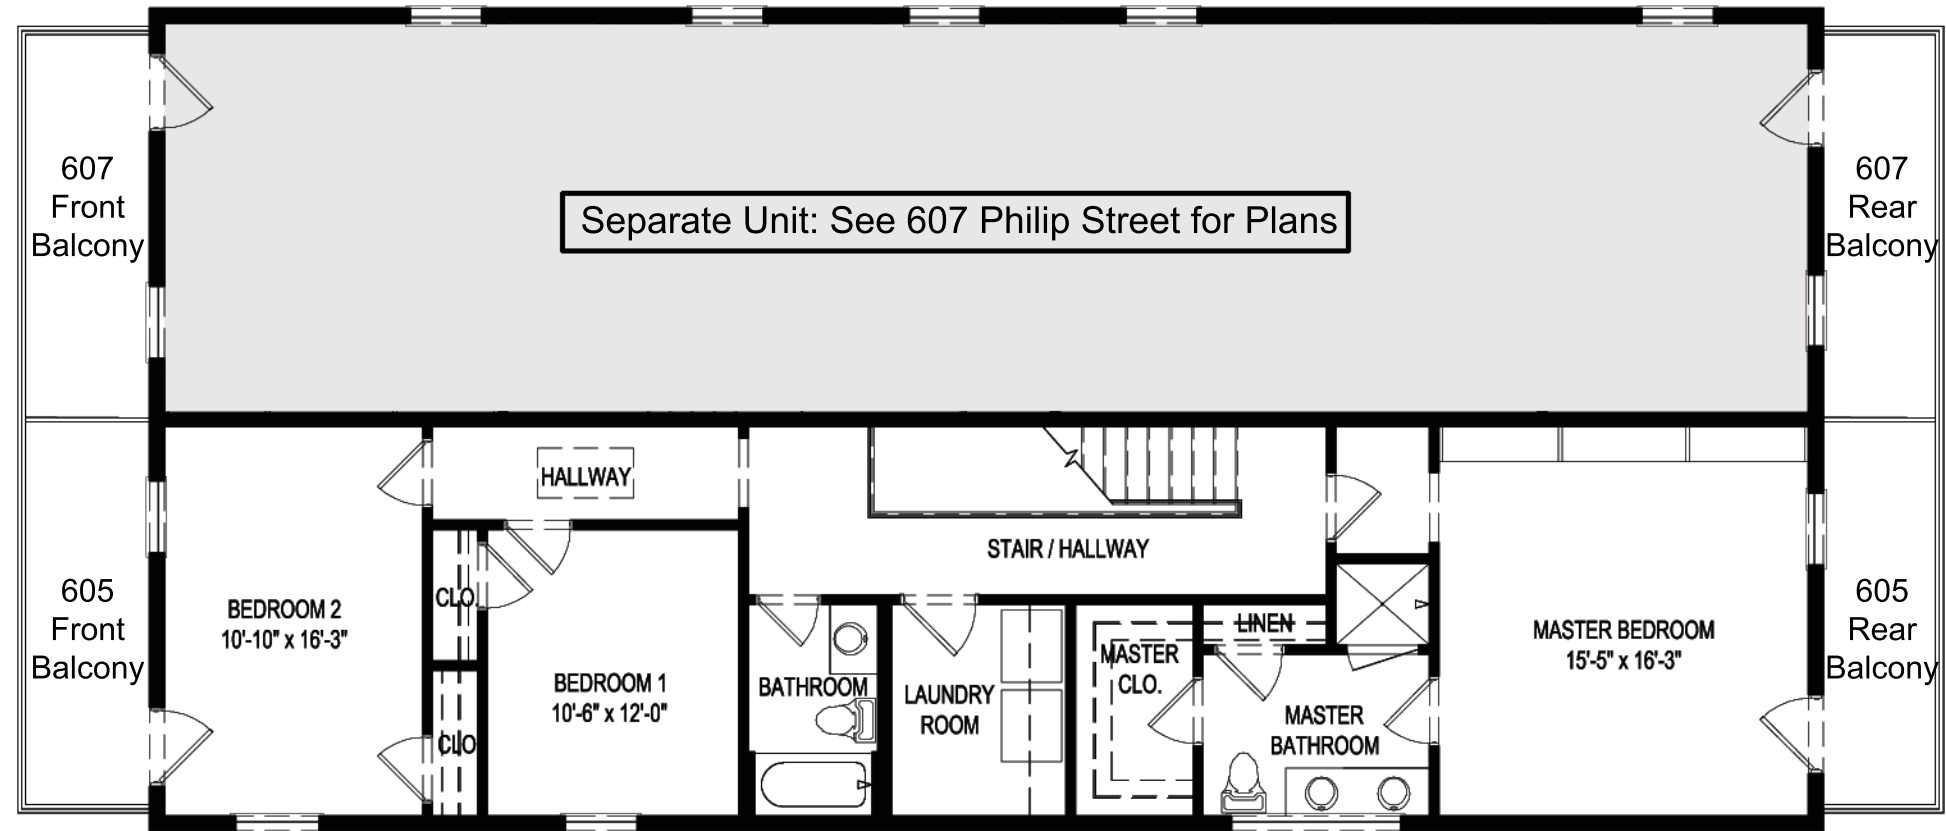 607
Front
Balcony
Separate Unit: See 607 Philip Street for Plans
607
Rear
Balcony
HALLWAY
STAIR / HALLWAY
605
Front
Balcony
BEDROOM 2
10'-10" x 16'-3"
CLO.
CLO
BEDROOM 1
10'-6" x 12'-0"
BATHROOM
LAUNDRY
ROOM
MASTER
CLO.
LINEN
MASTER
BATHROOM
MASTER BEDROOM
15'-5" x 16'-3"
605
Rear
Balcony